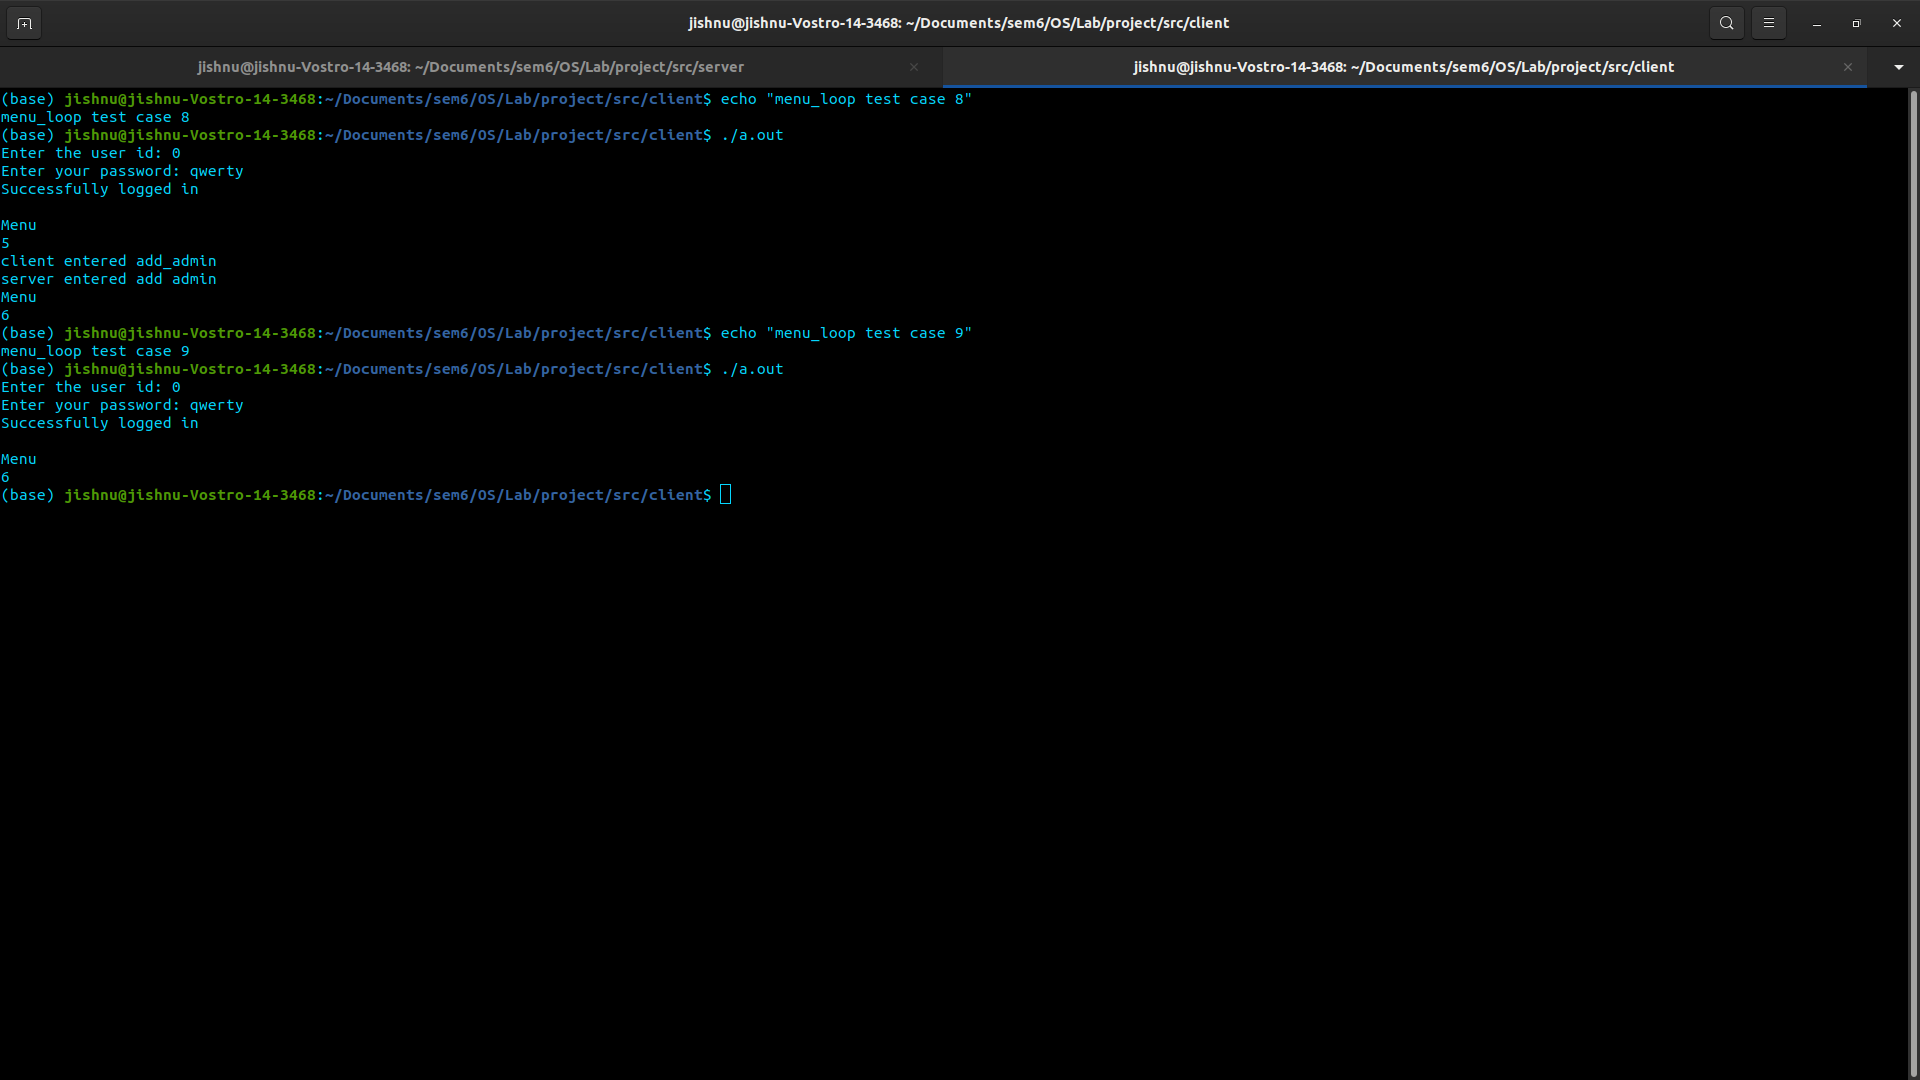 jishnu@jishnu-Vostro-14-3468: ~/Documents/sem6/OS/Lab/project/src/client
jishnu@jishnu-Vostro-14-3468: ~/Documents/sem6/OS/Lab/project/src/server
jishnu@jishnu-Vostro-14-3468: ~/Documents/sem6/OS/Lab/project/src/client
(base) jishnu@jishnu-Vostro-14-3468:~/Documents/sem6/OS/Lab/project/src/client$ echo "menu_loop test case 8"
menu_loop test case 8
(base) jishnu@jishnu-Vostro-14-3468:~/Documents/sem6/OS/Lab/project/src/client$ ./a.out
Enter the user id: 0
Enter your password: qwerty
Successfully logged in
Menu
5
client entered add_admin
server entered add admin
Menu
6
(base) jishnu@jishnu-Vostro-14-3468:~/Documents/sem6/OS/Lab/project/src/client$ echo "menu_loop test case 9"
menu_loop test case 9
(base) jishnu@jishnu-Vostro-14-3468:~/Documents/sem6/OS/Lab/project/src/client$ ./a.out
Enter the user id: 0
Enter your password: qwerty
Successfully logged in
Menu
6
(base) jishnu@jishnu-Vostro-14-3468:~/Documents/sem6/OS/Lab/project/src/client$